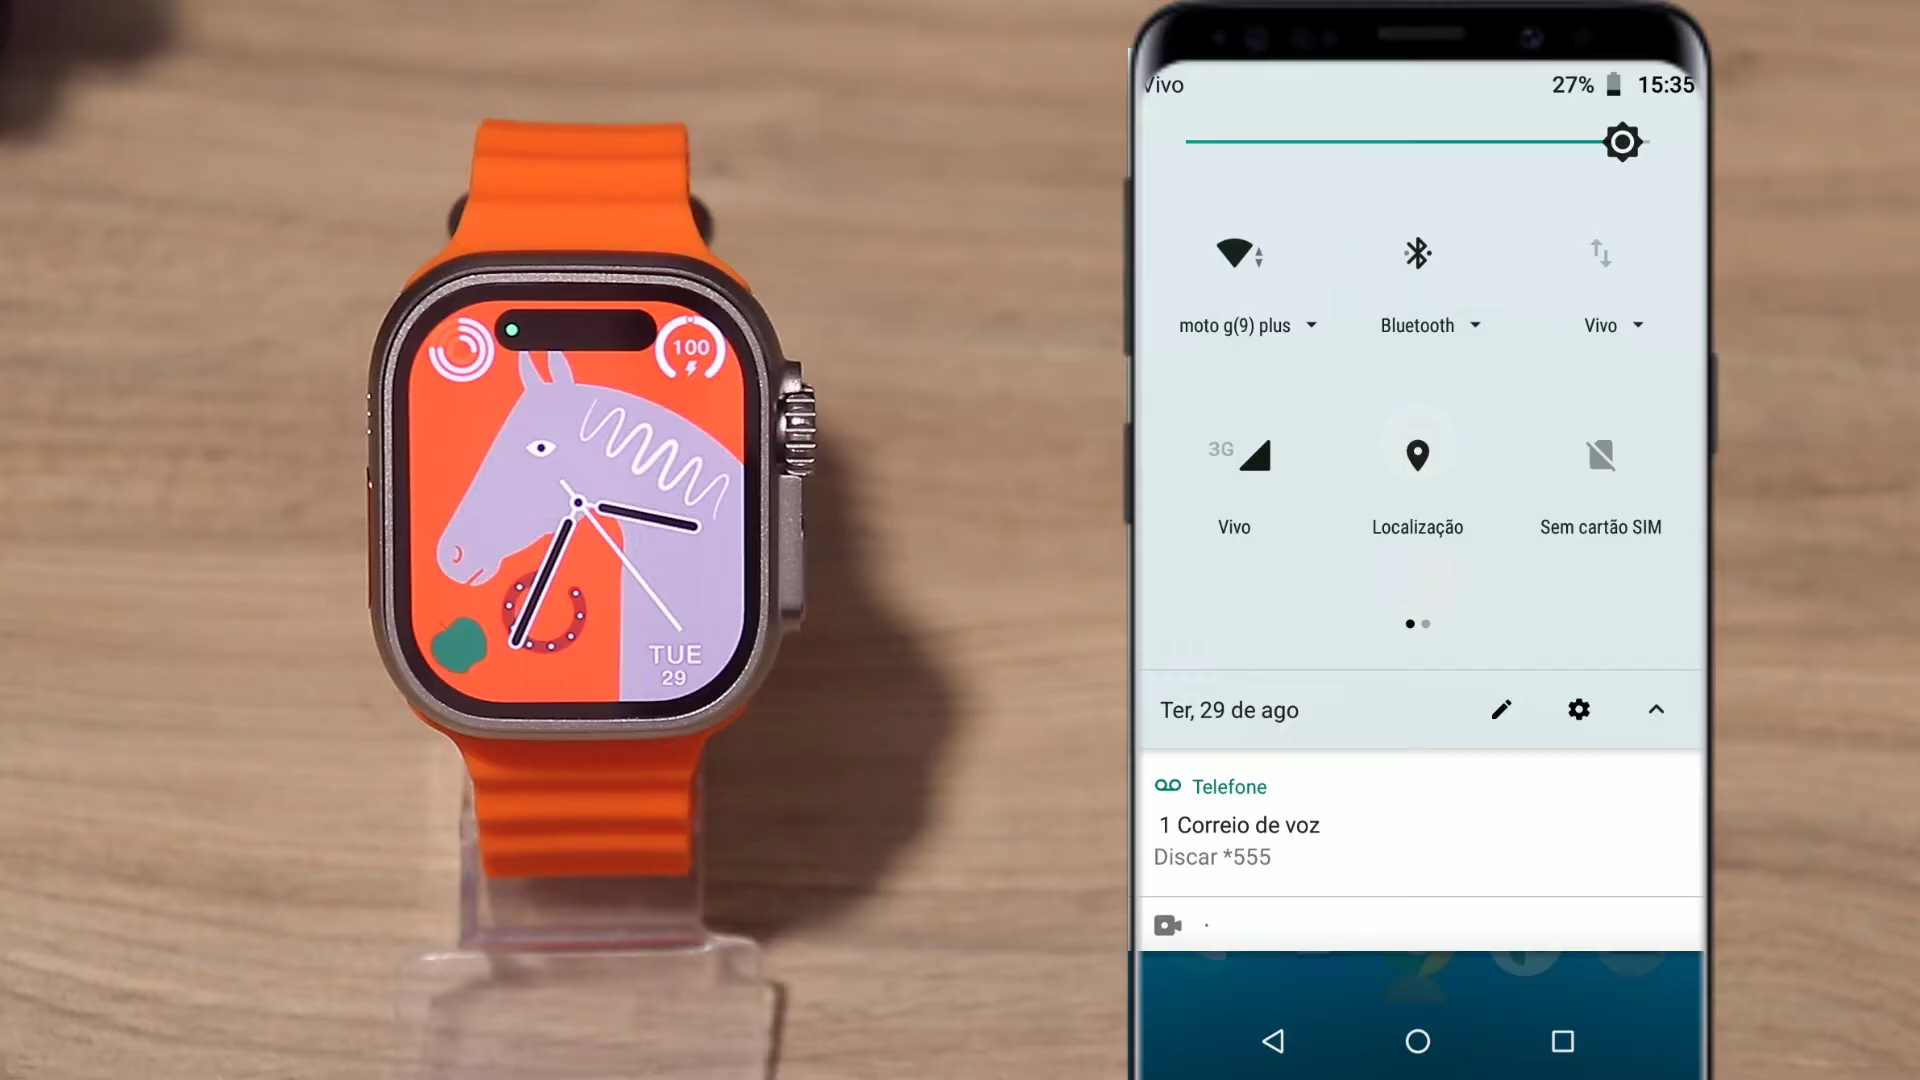 100
TUE
29
Vivo
27%
15:35
moto g(9) plus
Bluetooth
Vivo
3G
Vivo
Localização
Sem cartão SIM
Ter, 29 de ago
Telefone
1 Correio de voz
Discar *555